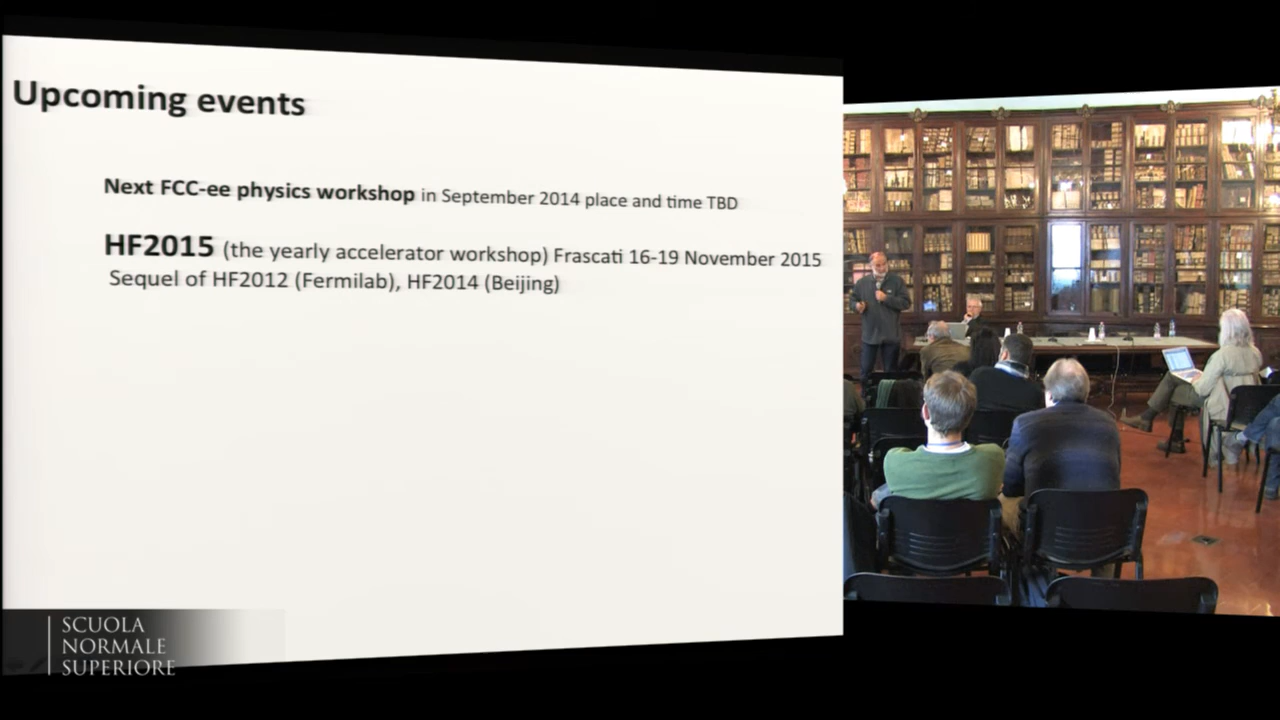 Upcoming events
Next FCC-ee physics workshop in September 2014 place and time TBD
HF2015 (the yearly accelerator workshop) Frascati 16-19 November 2015
Sequel of HF2012 (Fermilab), HF2014 (Beijing)
SCUOLA
NORMALE
SUPERIORE